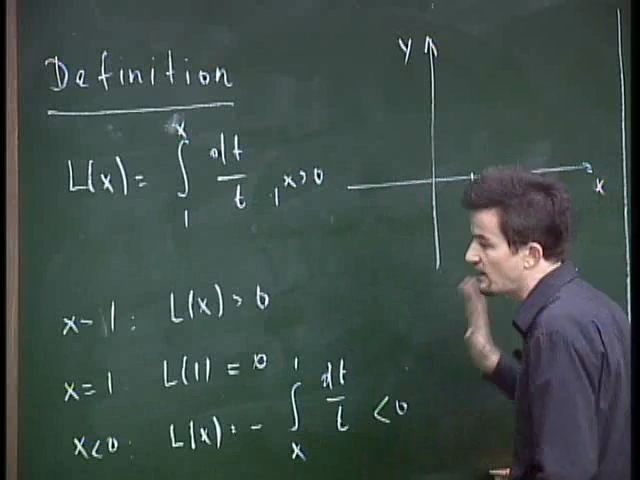 Definition
L(x) = ∫₁ˣ dt/t , x>0
x - 1 : L(x) > 0
x = 1 L(1) = 0
x < 0 : L(x) = - ∫ₓ¹ dt/t < 0
y
x